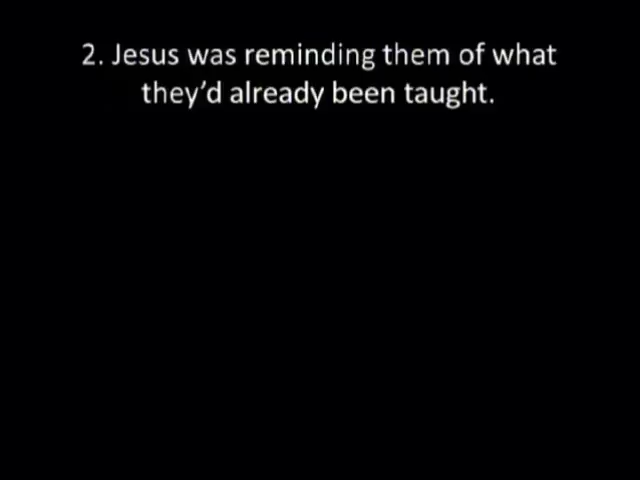 2. Jesus was reminding them of what
they’d already been taught.